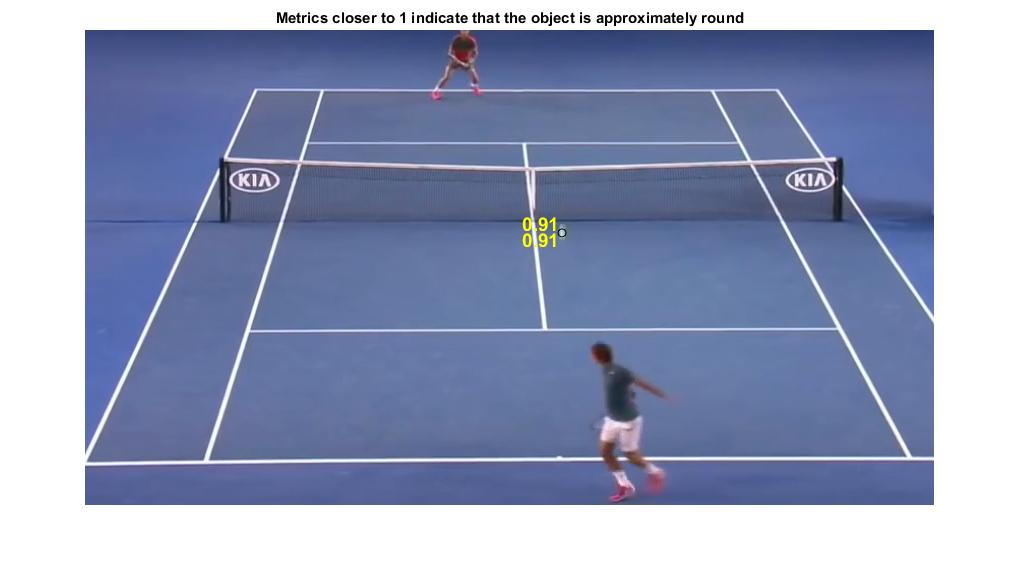 Metrics closer to 1 indicate that the object is approximately round
KIA
KIA
0.91
0.91